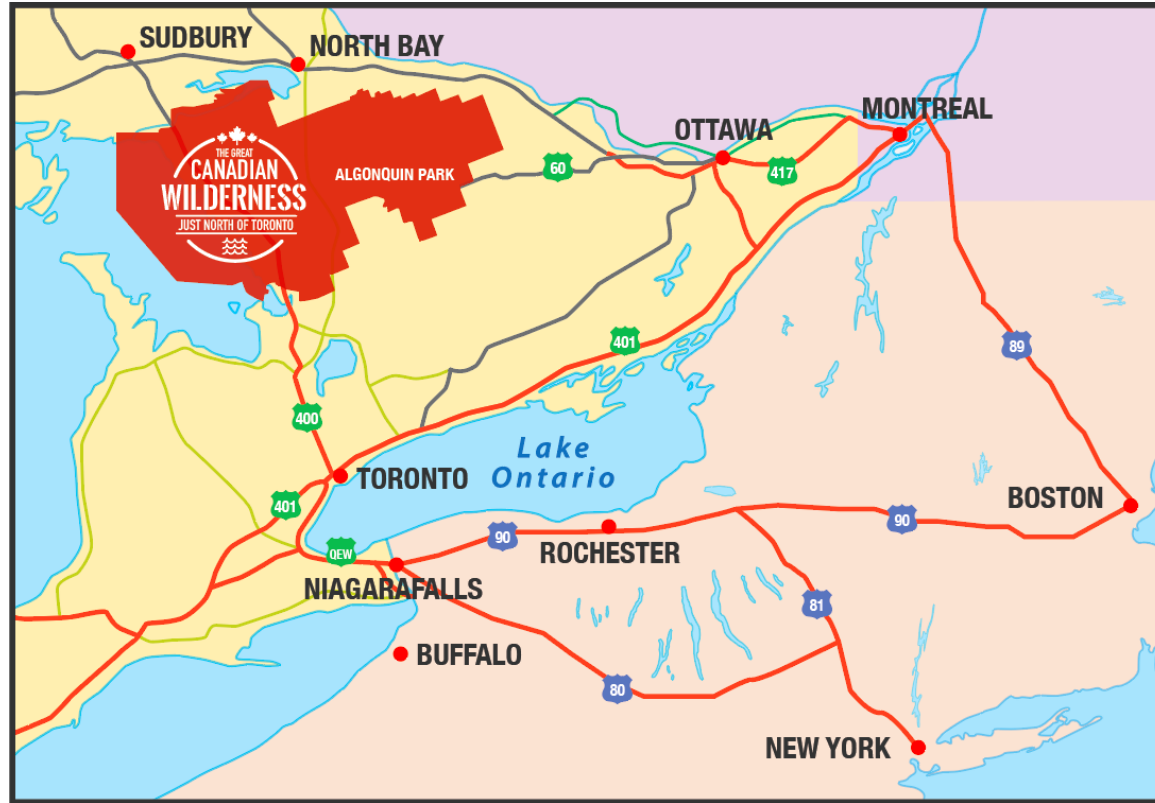 SUDBURY
NORTH BAY
MONTREAL
OTTAWA
THE GREAT
CANADIAN
WILDERNESS
JUST NORTH OF TORONTO
ALGONQUIN PARK
60
417
401
89
400
Lake
Ontario
TORONTO
401
BOSTON
90
90
QEW
ROCHESTER
NIAGARAFALLS
81
BUFFALO
80
NEW YORK